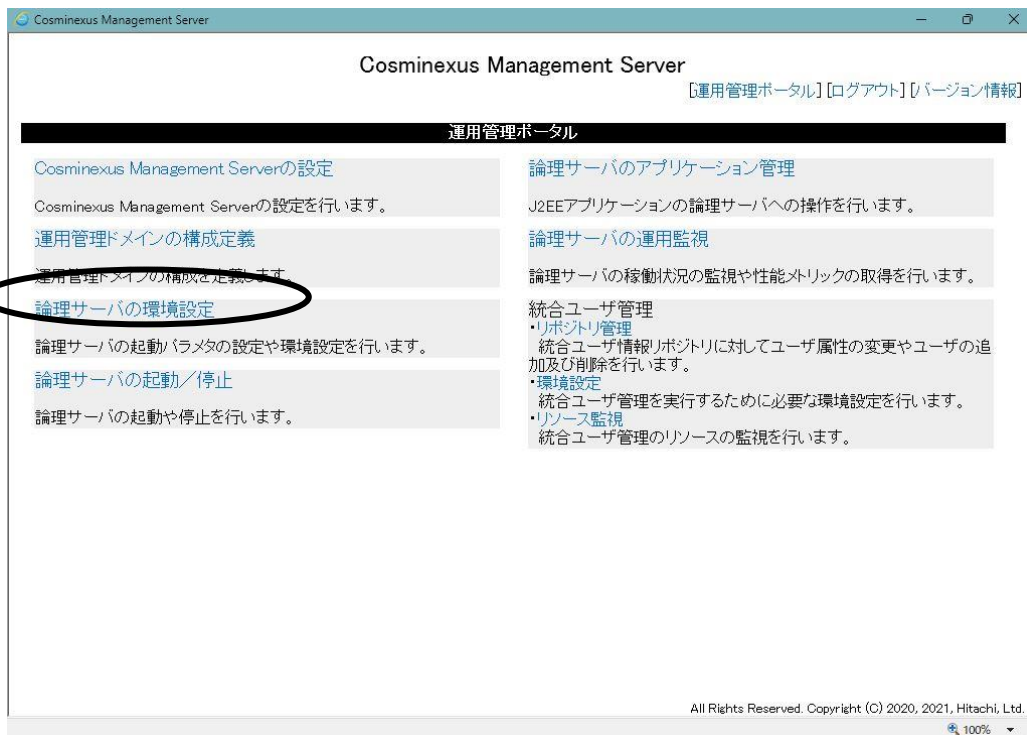 Cosminexus Management Server
Cosminexus Management Server
[運用管理ポータル] [ログアウト] [バージョン情報]
運用管理ポータル
Cosminexus Management Serverの設定
Cosminexus Management Serverの設定を行います。
運用管理ドメインの構成定義
運用管理ドメインの構成を定義します。
論理サーバの環境設定
論理サーバの起動パラメタの設定や環境設定を行います。
論理サーバの起動／停止
論理サーバの起動や停止を行います。
論理サーバのアプリケーション管理
J2EEアプリケーションの論理サーバへの操作を行います。
論理サーバの運用監視
論理サーバの稼働状況の監視や性能メトリックの取得を行います。
統合ユーザ管理
・リポジトリ管理
統合ユーザ情報リポジトリに対してユーザ属性の変更やユーザの追
加及び削除を行います。
・環境設定
統合ユーザ管理を実行するために必要な環境設定を行います。
・リソース監視
統合ユーザ管理のリソースの監視を行います。
All Rights Reserved. Copyright (C) 2020, 2021, Hitachi, Ltd.
100%